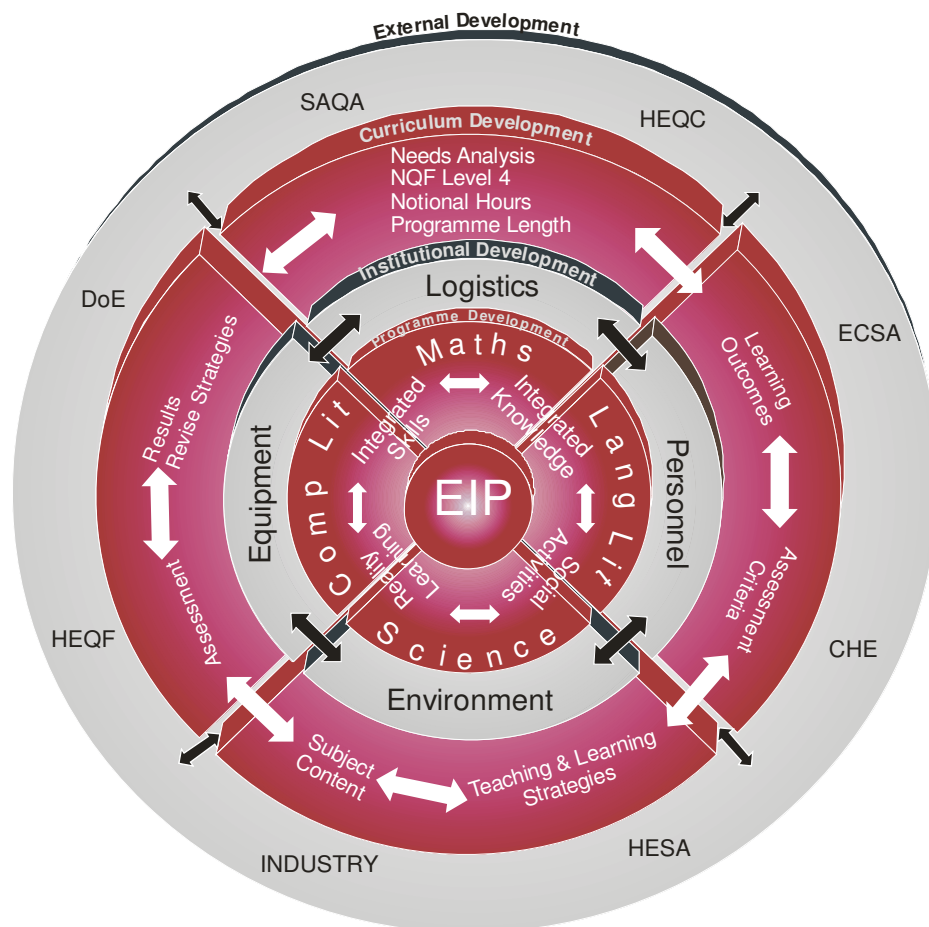 External Development
SAQA
HEQC
Curriculum Development
Needs Analysis
NQF Level 4
Notional Hours
Programme Length
Institutional Development
Logistics
DoE
ECSA
Programme Development
Maths
Integrated
Skills
Integrated
Knowledge
Learning
Outcomes
Results
Revise Strategies
Equipment
Comp Lit
EIP
Lang Lit
Personnel
Reality
Learning
Social
Activities
Assessment
Assessment
Criteria
Science
HEQF
CHE
Environment
Subject
Content
Teaching & Learning
Strategies
INDUSTRY
HESA